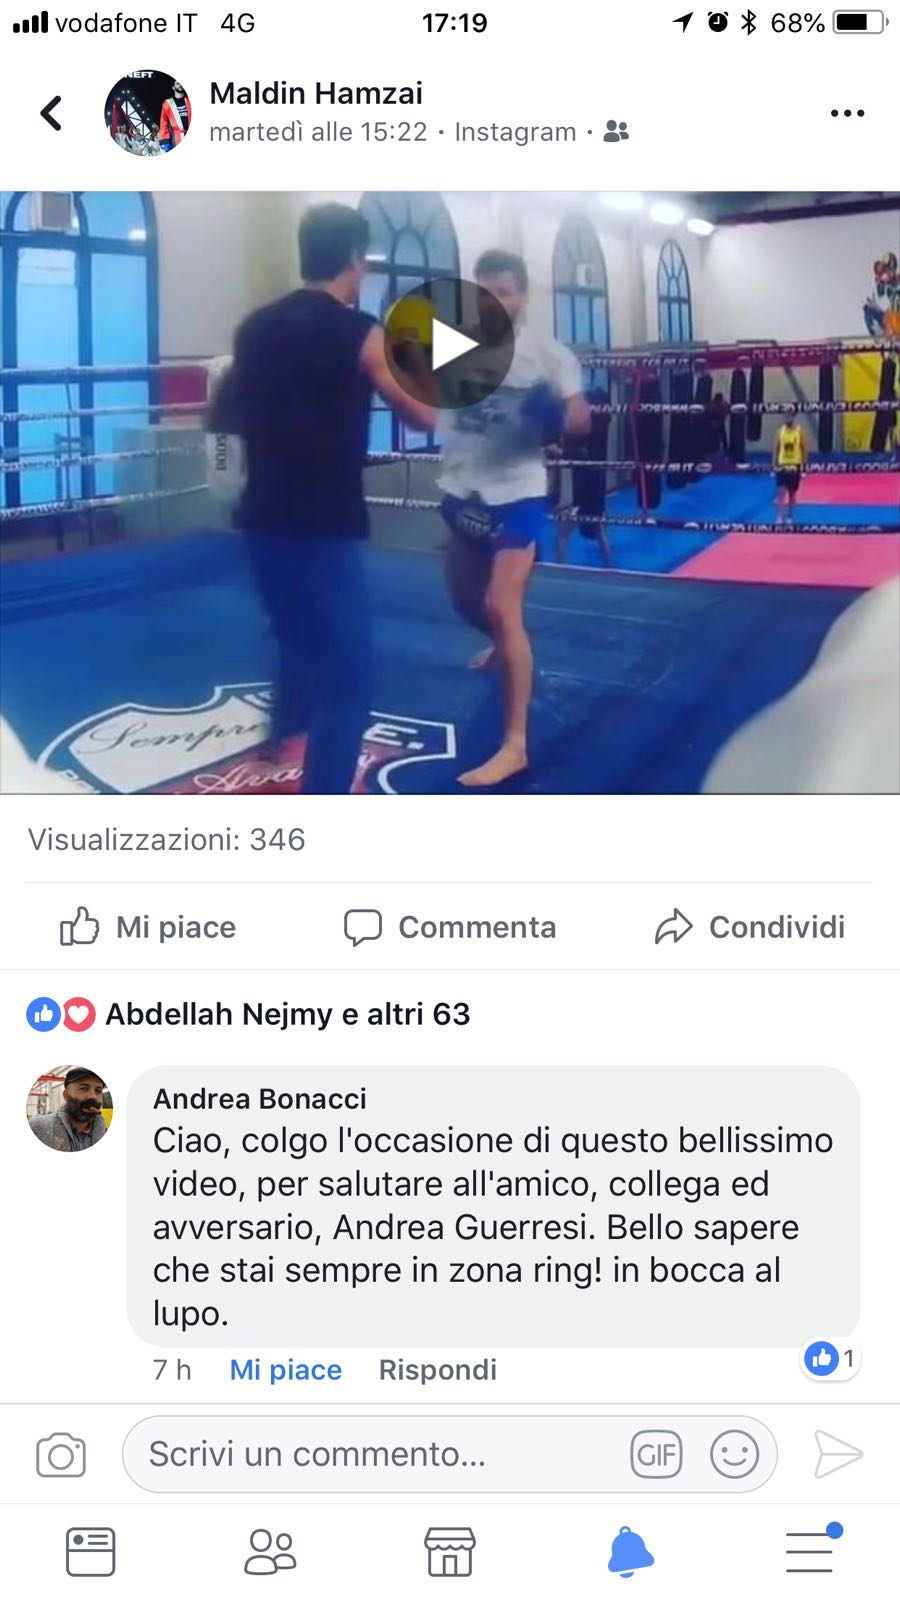 vodafone IT 4G 17:19 68%
NEFT
Maldin Hamzai
martedì alle 15:22 · Instagram ·
Sempre
E.
Visualizzazioni: 346
Mi piace Commenta Condividi
Abdellah Nejmy e altri 63
Andrea Bonacci
Ciao, colgo l'occasione di questo bellissimo
video, per salutare all'amico, collega ed
avversario, Andrea Guerresi. Bello sapere
che stai sempre in zona ring! in bocca al
lupo.
7 h Mi piace Rispondi 1
Scrivi un commento... GIF